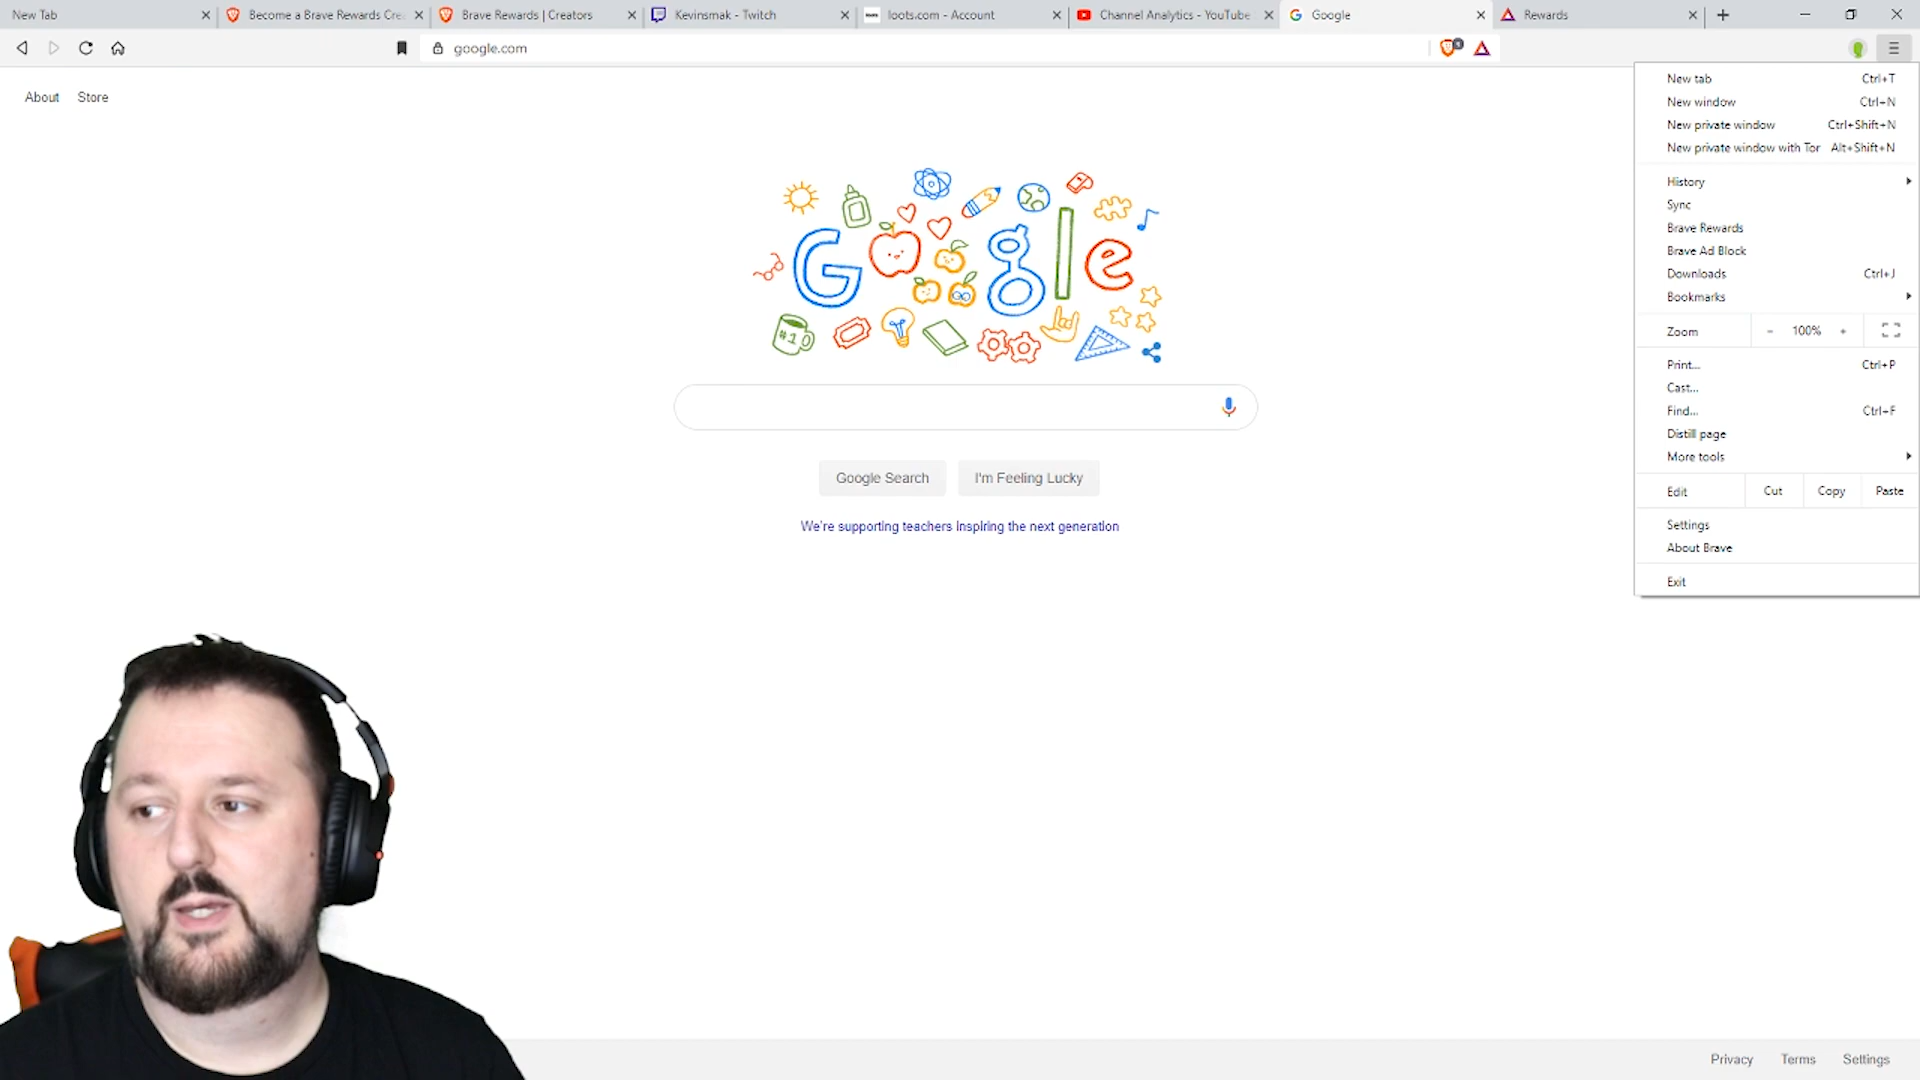 New Tab
Become a Brave Rewards Cre
Brave Rewards | Creators
Kevinsmak - Twitch
loots.com - Account
Channel Analytics - YouTube
Google
Rewards
google.com
About Store
New tab Ctrl+T
New window Ctrl+N
New private window Ctrl+Shift+N
New private window with Tor Alt+Shift+N
History
Sync
Brave Rewards
Brave Ad Block
Downloads Ctrl+J
Bookmarks
Zoom - 100% +
Print... Ctrl+P
Cast...
Find... Ctrl+F
Distill page
More tools
Edit Cut Copy Paste
Settings
About Brave
Exit
G gle
#1
Google Search I'm Feeling Lucky
We're supporting teachers inspiring the next generation
Privacy Terms Settings